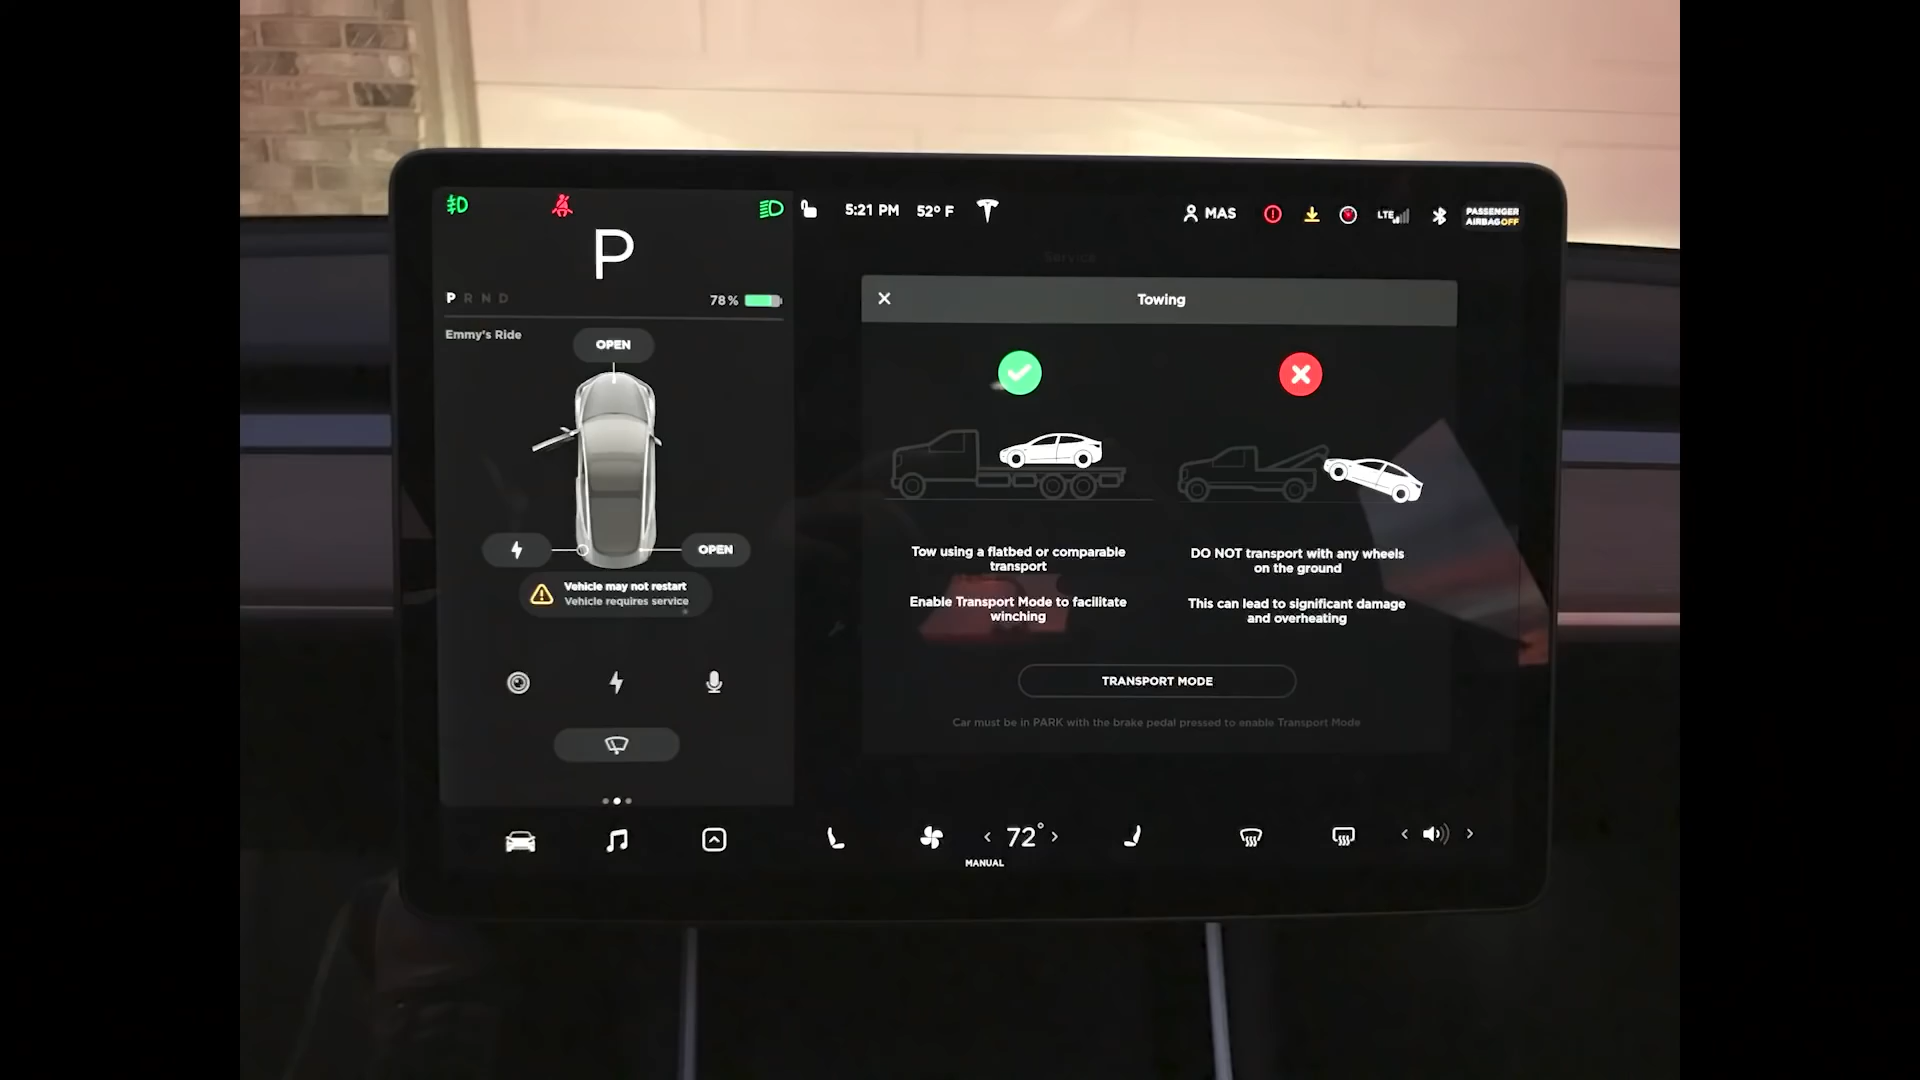 5:21 PM
52° F
MAS
LTE
PASSENGER
AIRBAG OFF
P
P R N D
78 %
Emmy's Ride
OPEN
OPEN
Vehicle may not restart
Vehicle requires service
Service
Towing
Tow using a flatbed or comparable
transport
Enable Transport Mode to facilitate
winching
DO NOT transport with any wheels
on the ground
This can lead to significant damage
and overheating
TRANSPORT MODE
Car must be in PARK with the brake pedal pressed to enable Transport Mode
72°
MANUAL